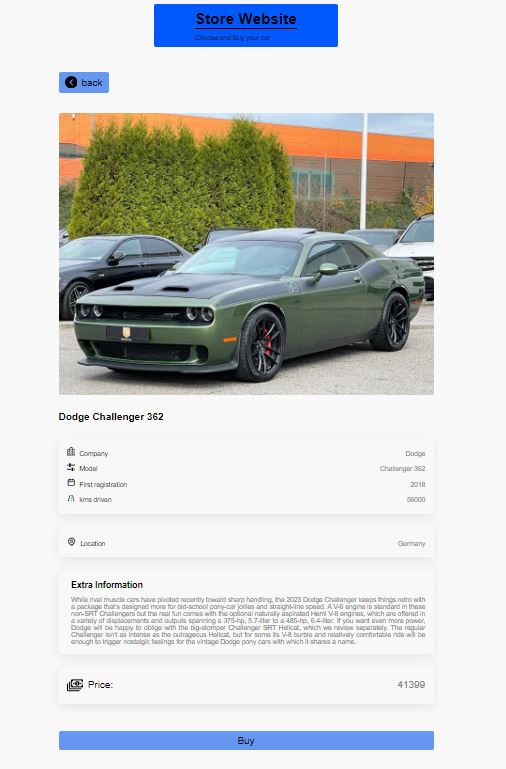 Store Website
Choose and Buy your car
back
Dodge Challenger 362
Company Dodge
Model Challenger 362
First registration 2018
kms driven 56000
Location Germany
Extra Information
While rival muscle cars have pivoted recently toward sharp handling, the 2023 Dodge Challenger keeps things retro with
a package that's designed more for old-school pony-car jollies and straight-line speed. A V-6 engine is standard in these
non-SRT Challengers but the real fun comes with the optional naturally aspirated Hemi V-8 engines, which are offered in
a variety of displacements and outputs spanning a 375-hp, 5.7-liter to a 485-hp, 6.4-liter. If you want even more power,
Dodge will be happy to oblige with the big-stomper Challenger SRT Hellcat, which we review separately. The regular
Challenger isn't as intense as the outrageous Hellcat, but for some its V-8 burble and relatively comfortable ride will be
enough to trigger nostalgic feelings for the vintage Dodge pony cars with which it shares a name.
Price: 41399
Buy